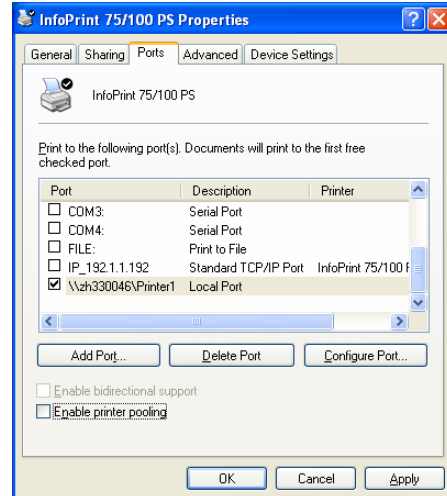 InfoPrint 75/100 PS Properties
General Sharing Ports Advanced Device Settings
InfoPrint 75/100 PS
Print to the following port(s). Documents will print to the first free
checked port.
Port Description Printer
COM3: Serial Port
COM4: Serial Port
FILE: Print to File
IP_192.1.1.192 Standard TCP/IP Port InfoPrint 75/100 F
\\zh330046\Printer1 Local Port
Add Port... Delete Port Configure Port...
Enable bidirectional support
Enable printer pooling
OK Cancel Apply